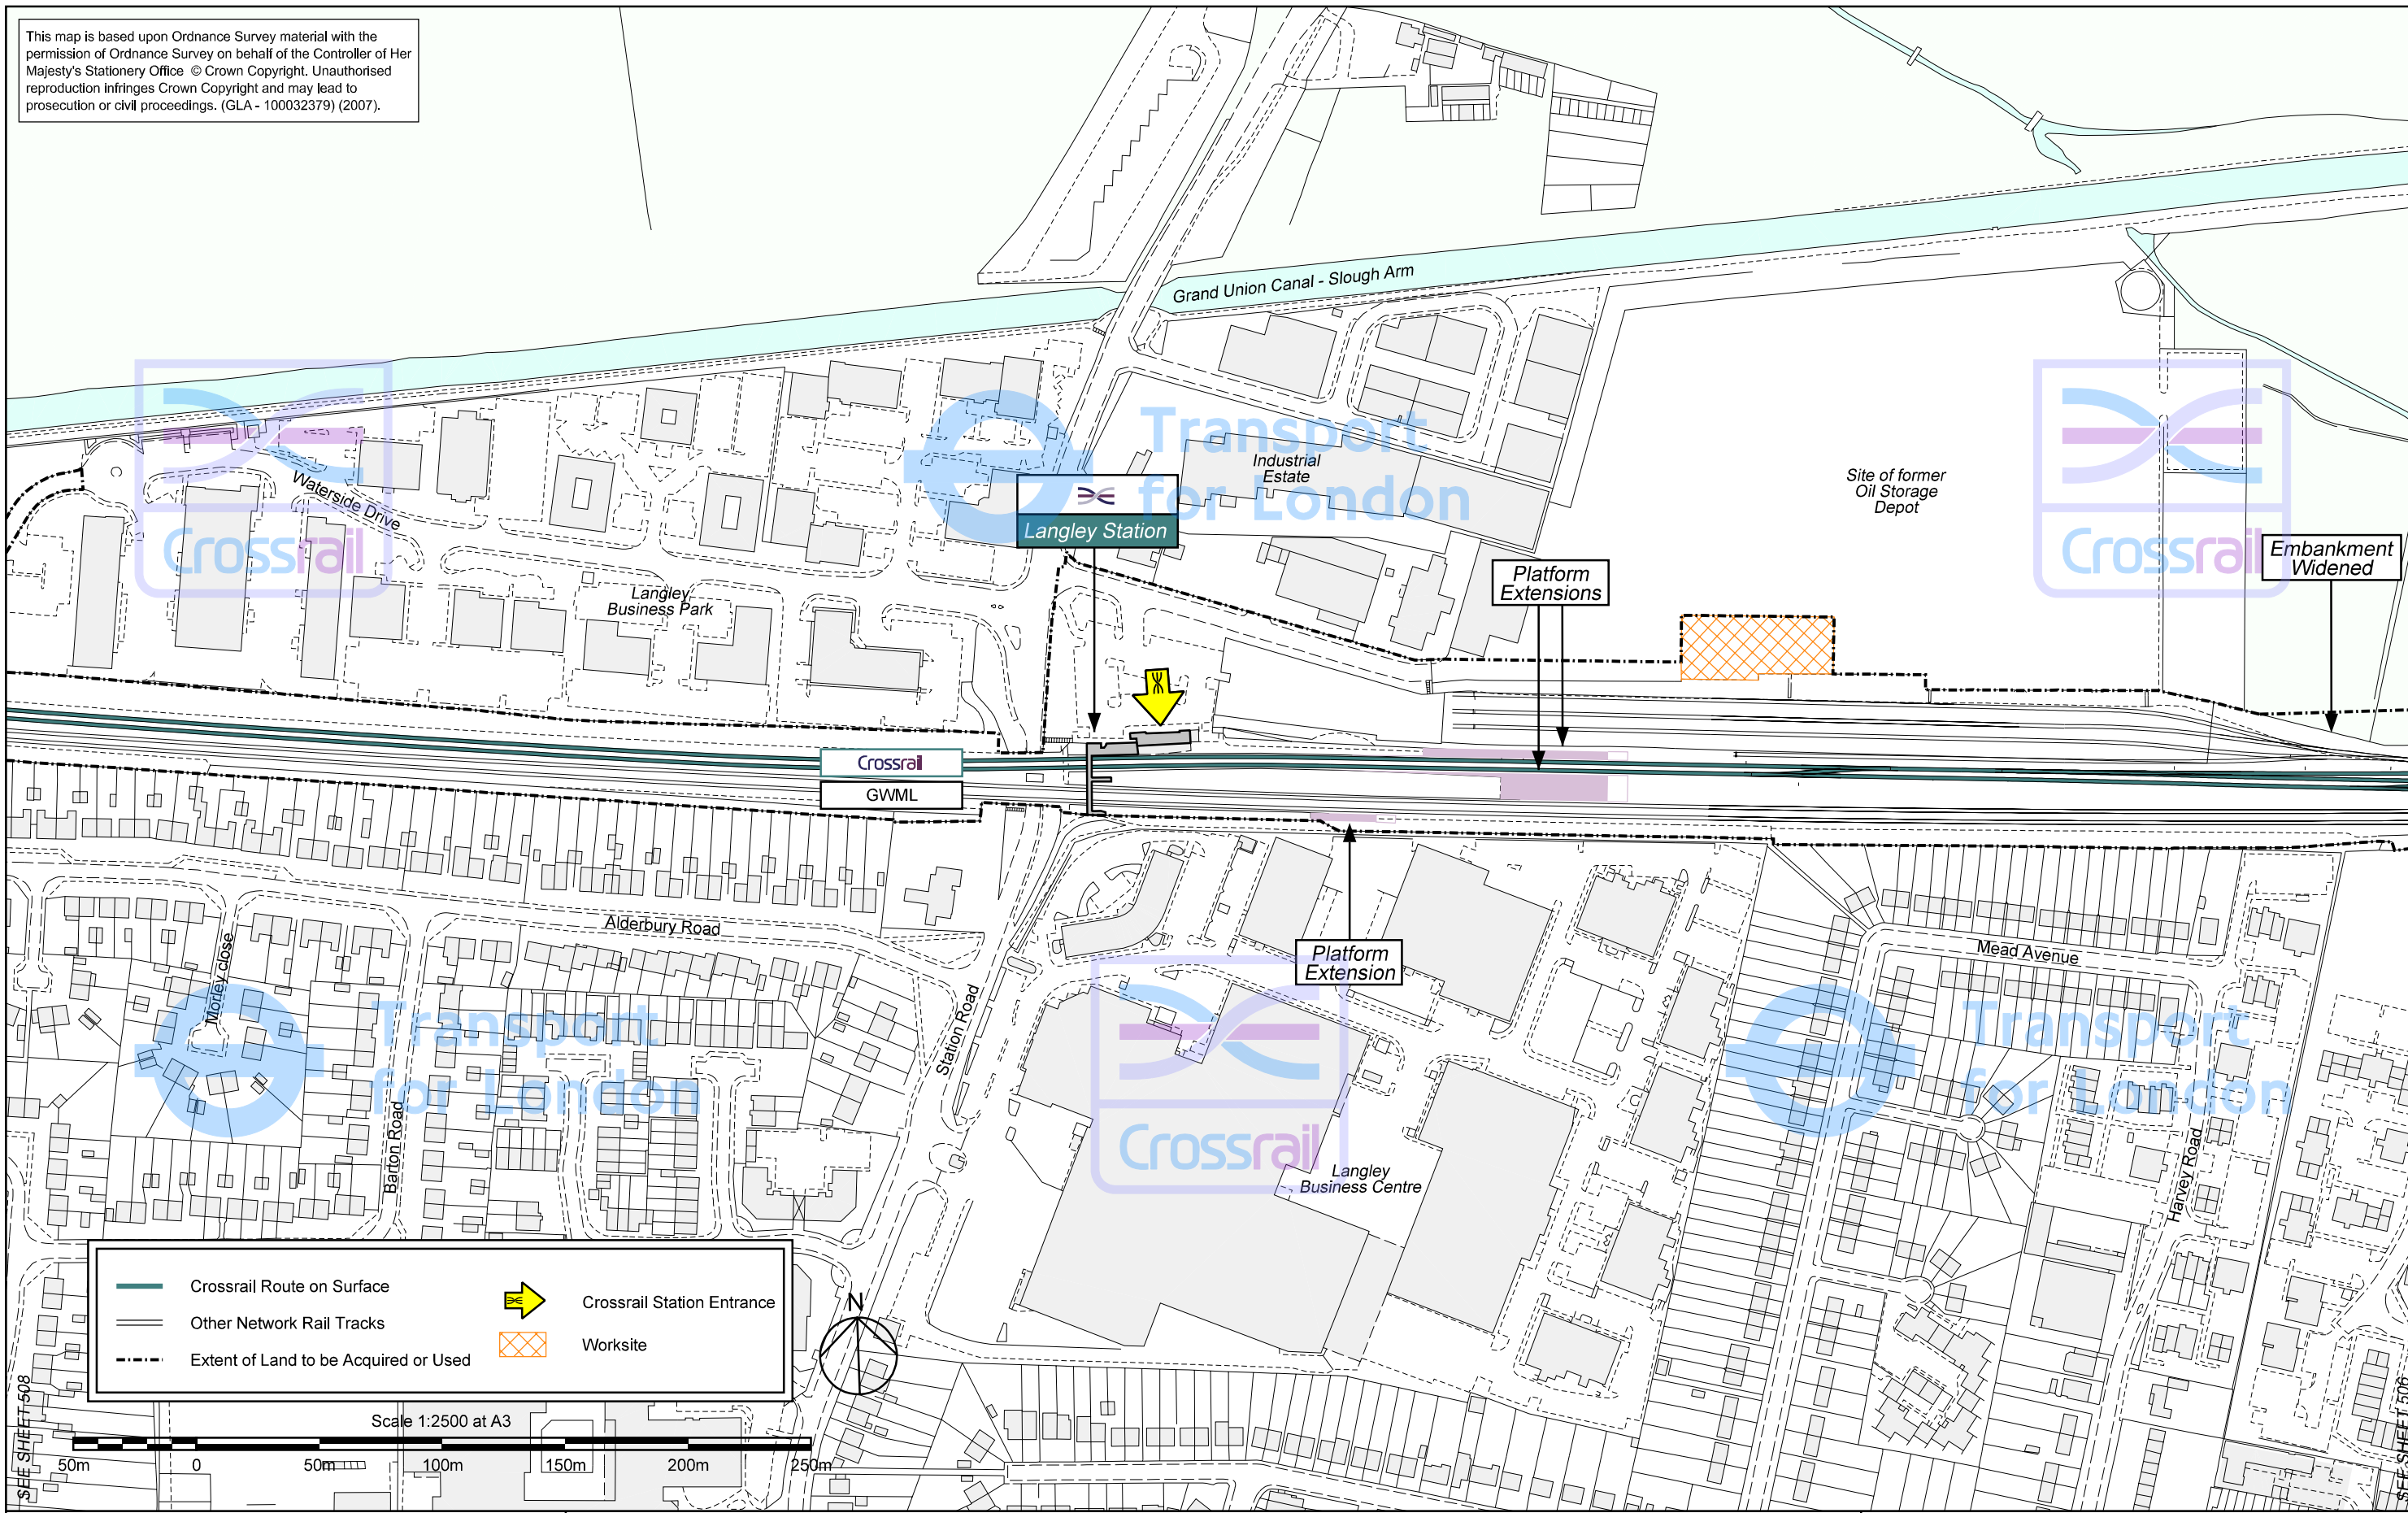 This map is based upon Ordnance Survey material with the
permission of Ordnance Survey on behalf of the Controller of Her
Majesty's Stationery Office © Crown Copyright. Unauthorised
reproduction infringes Crown Copyright and may lead to
prosecution or civil proceedings. (GLA - 100032379) (2007).
Grand Union Canal - Slough Arm
Transport
for London
Industrial
Estate
Site of former
Oil Storage
Depot
Waterside Drive
Crossrail
Crossrail
Langley Station
Embankment
Widened
Platform
Extensions
Langley
Business Park
Crossrail
GWML
Alderbury Road
Morley close
Barton Road
Station Road
Platform
Extension
Mead Avenue
Transport
for London
Transport
for London
Crossrail
Langley
Business Centre
Harvey Road
Crossrail Route on Surface
Other Network Rail Tracks
Extent of Land to be Acquired or Used
Crossrail Station Entrance
Worksite
N
Scale 1:2500 at A3
50m 0 50m 100m 150m 200m 250m
SEE SHEET 508
SEE SHEET 506